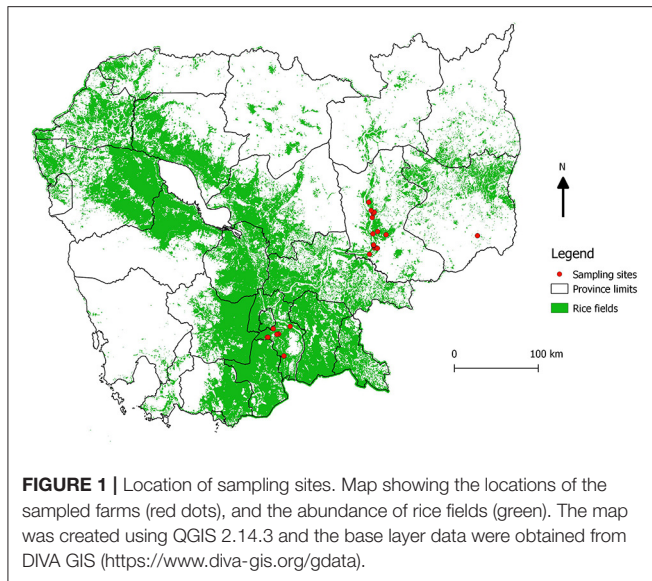 N
Legend
Sampling sites
Province limits
Rice fields
0 100 km
FIGURE 1 | Location of sampling sites. Map showing the locations of the
sampled farms (red dots), and the abundance of rice fields (green). The map
was created using QGIS 2.14.3 and the base layer data were obtained from
DIVA GIS (https://www.diva-gis.org/gdata).